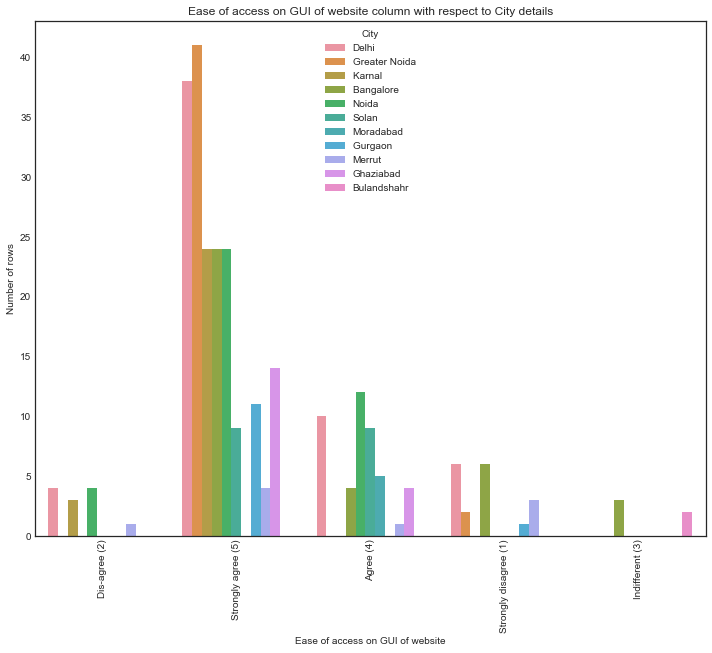 Ease of access on GUI of website column with respect to City details
City
Delhi
Greater Noida
Karnal
Bangalore
Noida
Solan
Moradabad
Gurgaon
Merrut
Ghaziabad
Bulandshahr
Number of rows
40
35
30
25
20
15
10
5
0
Dis-agree (2)
Strongly agree (5)
Agree (4)
Strongly disagree (1)
Indifferent (3)
Ease of access on GUI of website